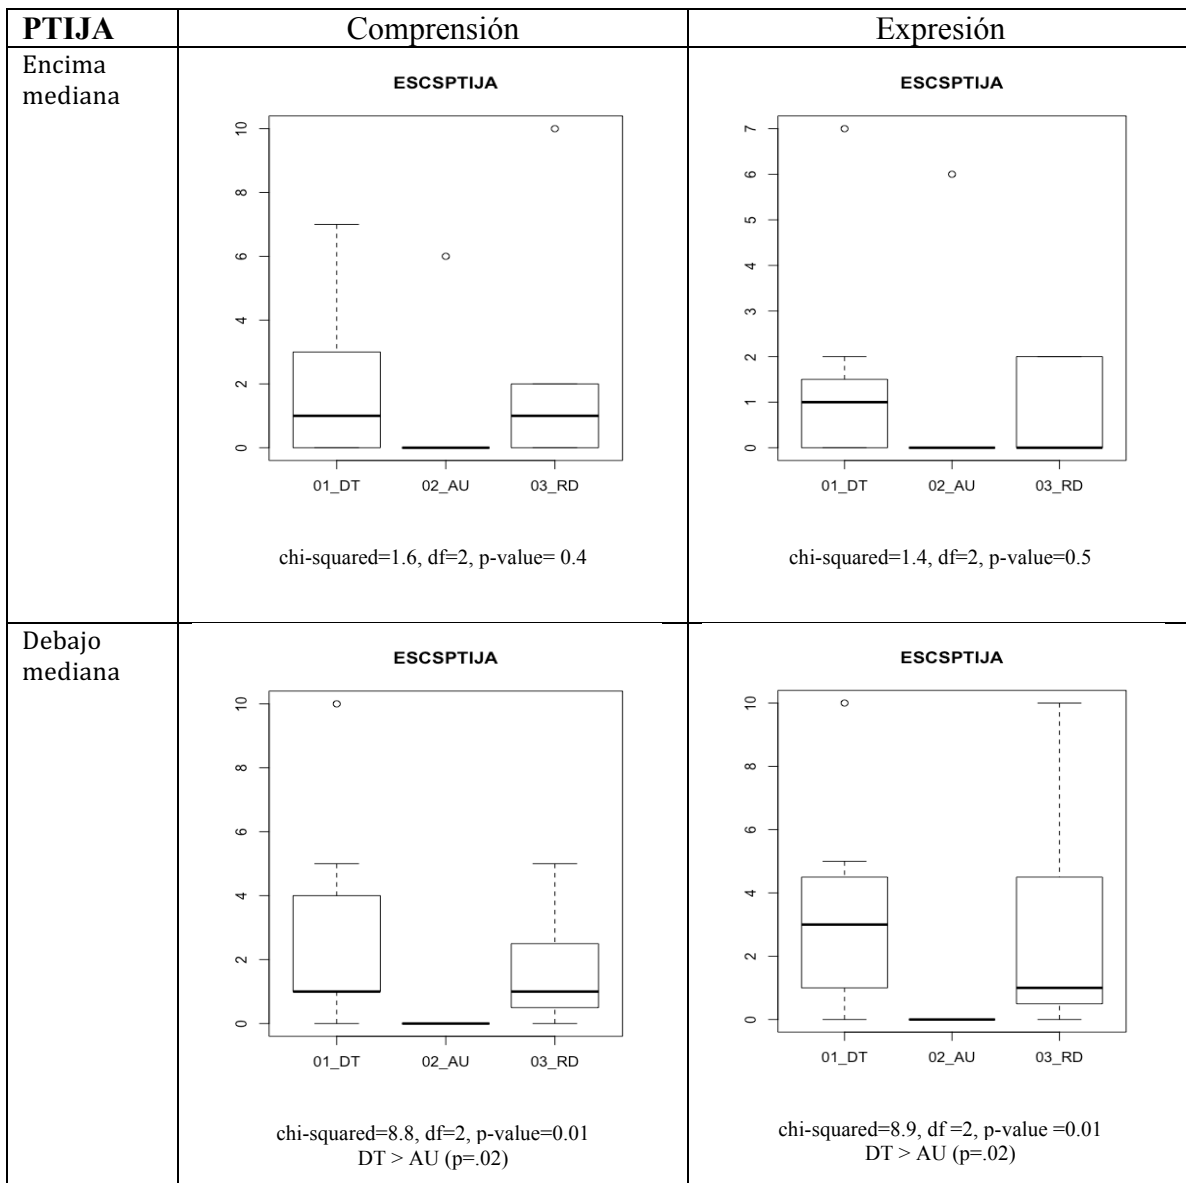 PTIJA Comprensión Expresión
Encima
mediana
ESCSPTIJA
10
8
6
4
2
0
01_DT 02_AU 03_RD
chi-squared=1.6, df=2, p-value= 0.4
ESCSPTIJA
7
6
5
4
3
2
1
0
01_DT 02_AU 03_RD
chi-squared=1.4, df=2, p-value=0.5
Debajo
mediana
ESCSPTIJA
10
8
6
4
2
0
01_DT 02_AU 03_RD
chi-squared=8.8, df=2, p-value=0.01
DT > AU (p=.02)
ESCSPTIJA
10
8
6
4
2
0
01_DT 02_AU 03_RD
chi-squared=8.9, df =2, p-value =0.01
DT > AU (p=.02)